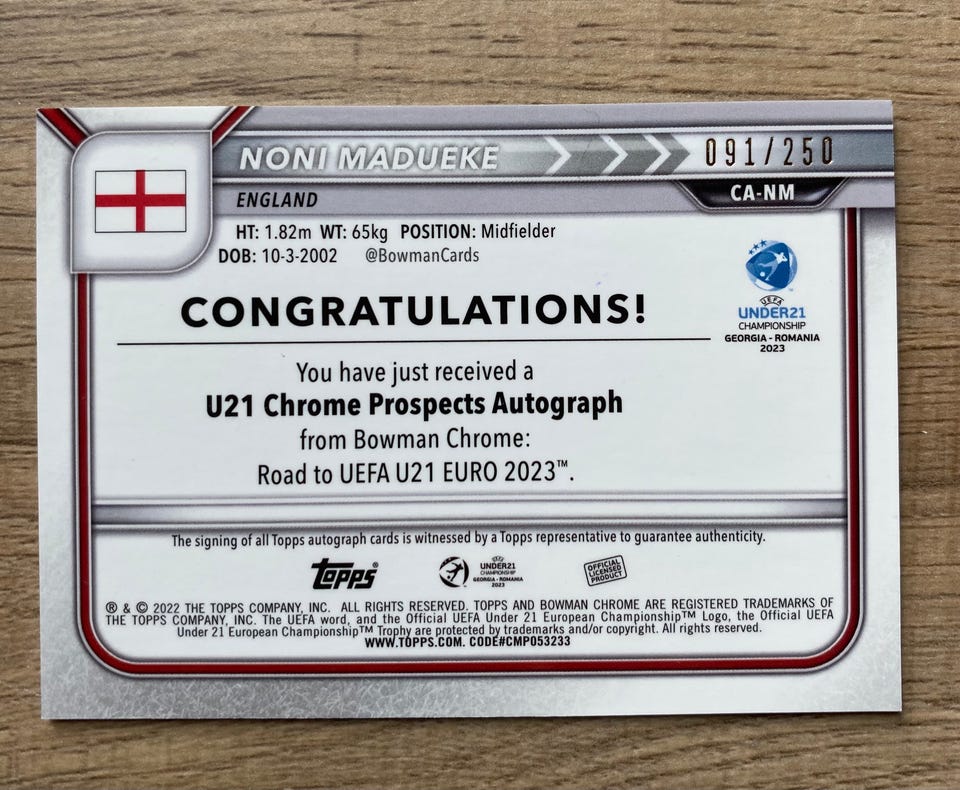 NONI MADUEKE
091/250
CA-NM
ENGLAND
HT: 1.82m WT: 65kg POSITION: Midfielder
DOB: 10-3-2002 @BowmanCards
CONGRATULATIONS!
UEFA
UNDER21
CHAMPIONSHIP
GEORGIA - ROMANIA
2023
You have just received a
U21 Chrome Prospects Autograph
from Bowman Chrome:
Road to UEFA U21 EURO 2023™.
The signing of all Topps autograph cards is witnessed by a Topps representative to guarantee authenticity.
Topps®
UEFA
UNDER21
CHAMPIONSHIP
GEORGIA - ROMANIA
2023
OFFICIAL
LICENSED
PRODUCT
® & © 2022 THE TOPPS COMPANY, INC. ALL RIGHTS RESERVED. TOPPS AND BOWMAN CHROME ARE REGISTERED TRADEMARKS OF
THE TOPPS COMPANY, INC. The UEFA word, and the Official UEFA Under 21 European Championship™ Logo, the Official UEFA
Under 21 European Championship™ Trophy are protected by trademarks and/or copyright. All rights reserved.
WWW.TOPPS.COM. CODE#CMP053233